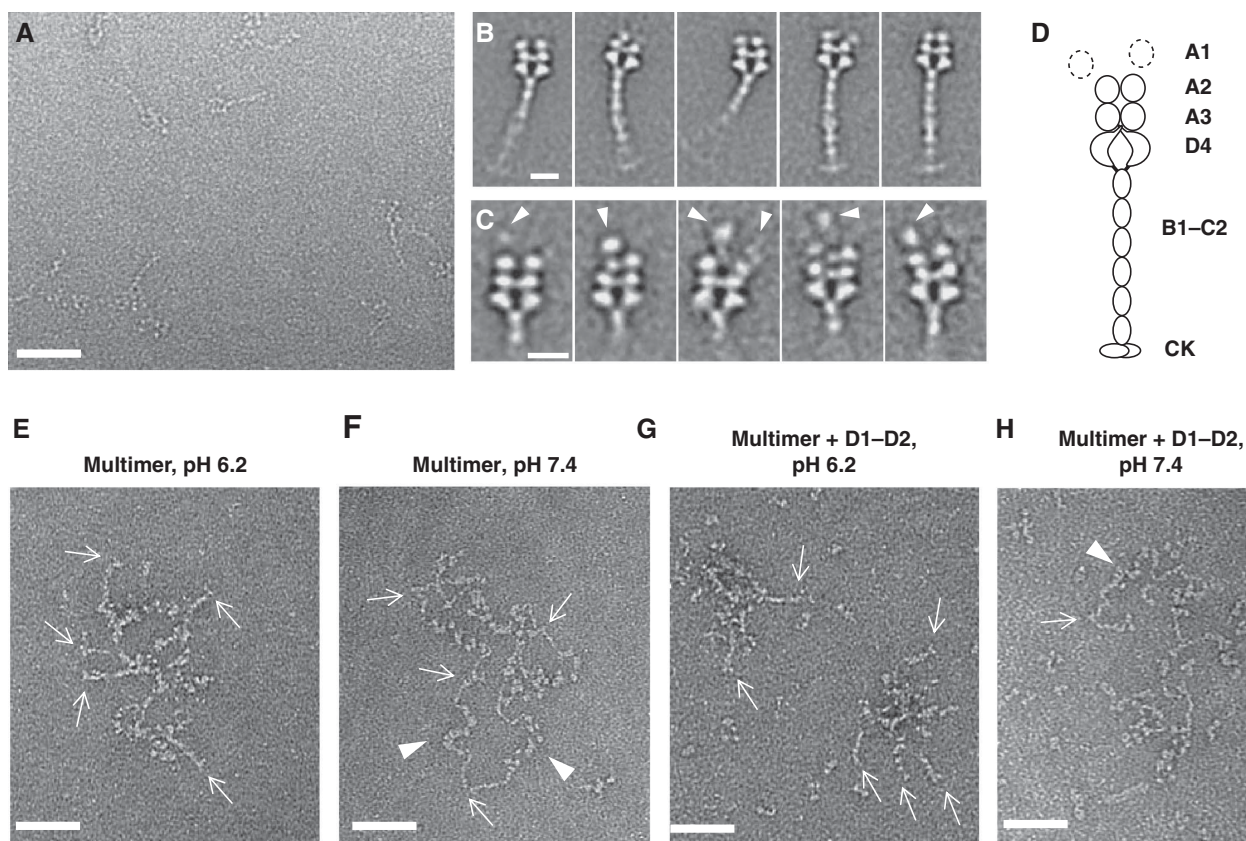 A
B
C
D
A1
A2
A3
D4
B1–C2
CK
E
Multimer, pH 6.2
F
Multimer, pH 7.4
G
Multimer + D1–D2,
pH 6.2
H
Multimer + D1–D2,
pH 7.4